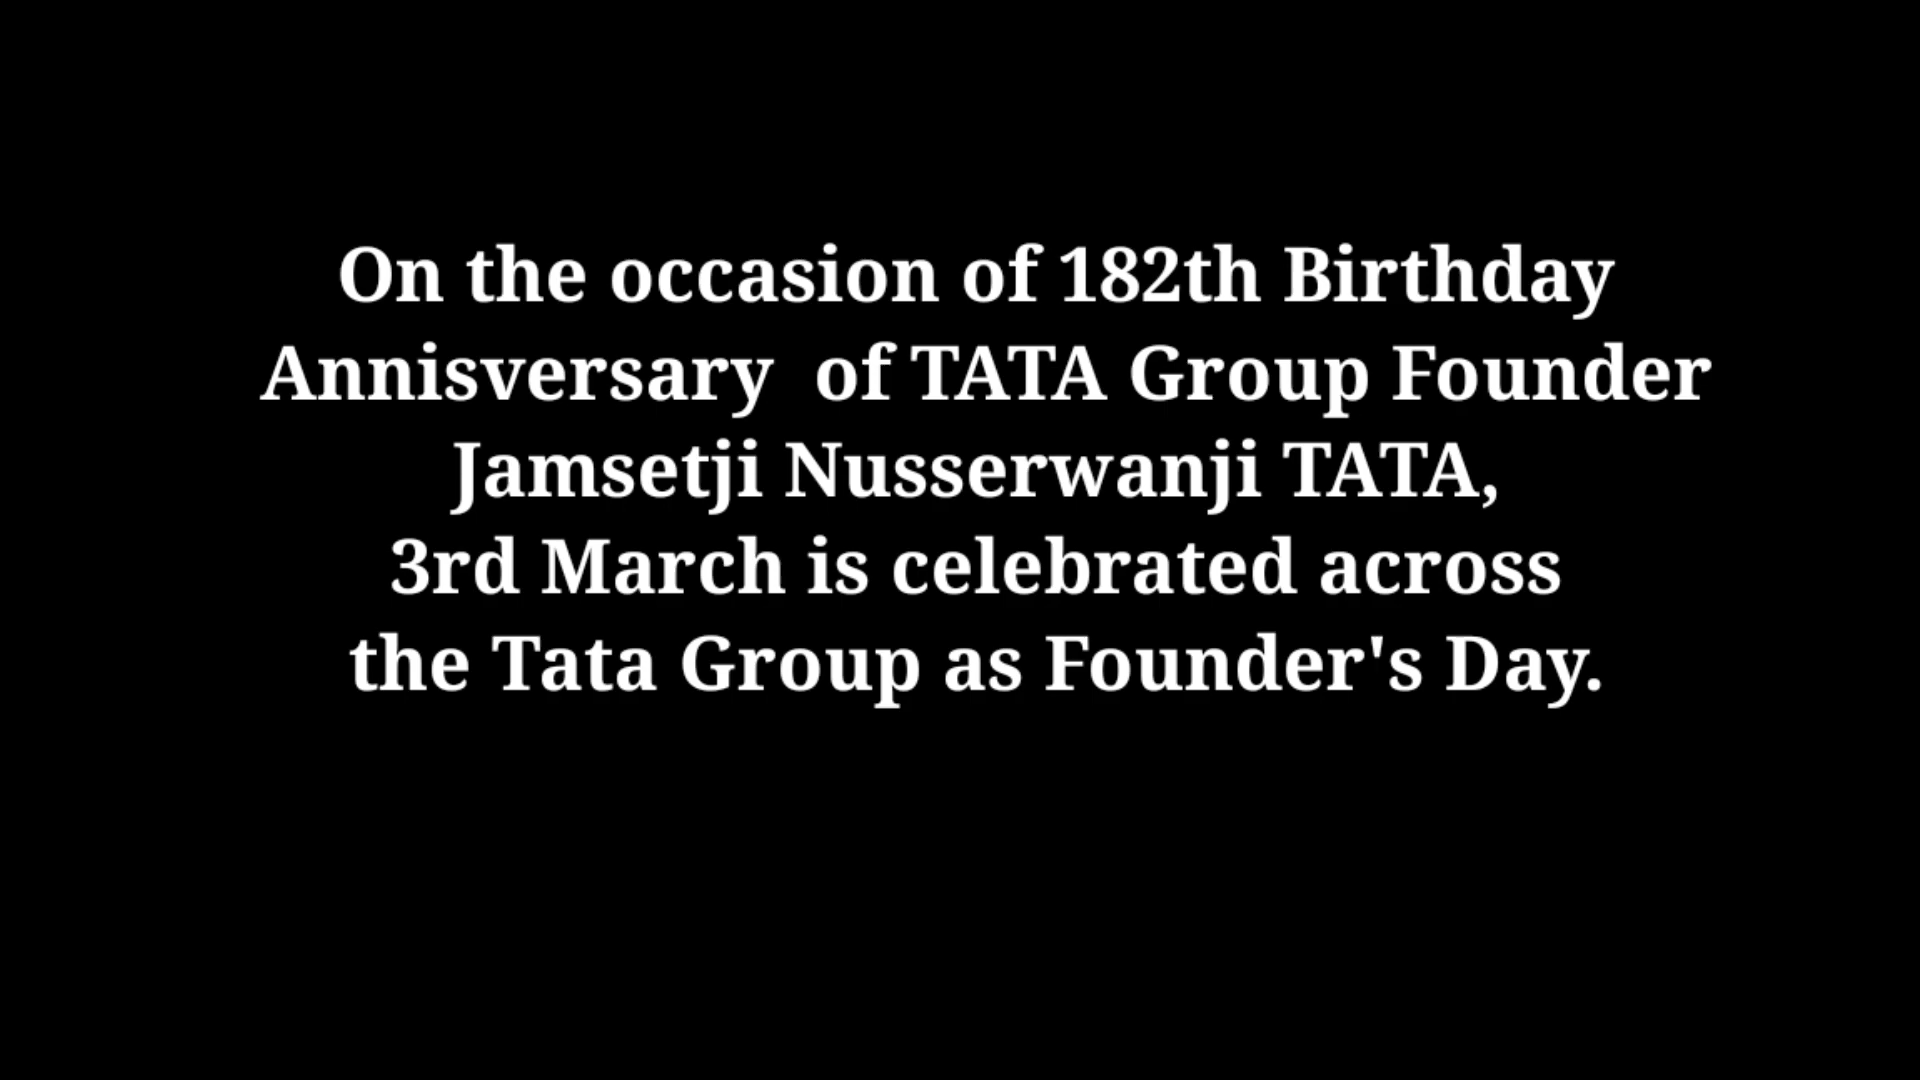 On the occasion of 182th Birthday
Annisversary  of TATA Group Founder
Jamsetji Nusserwanji TATA,
3rd March is celebrated across
the Tata Group as Founder's Day.